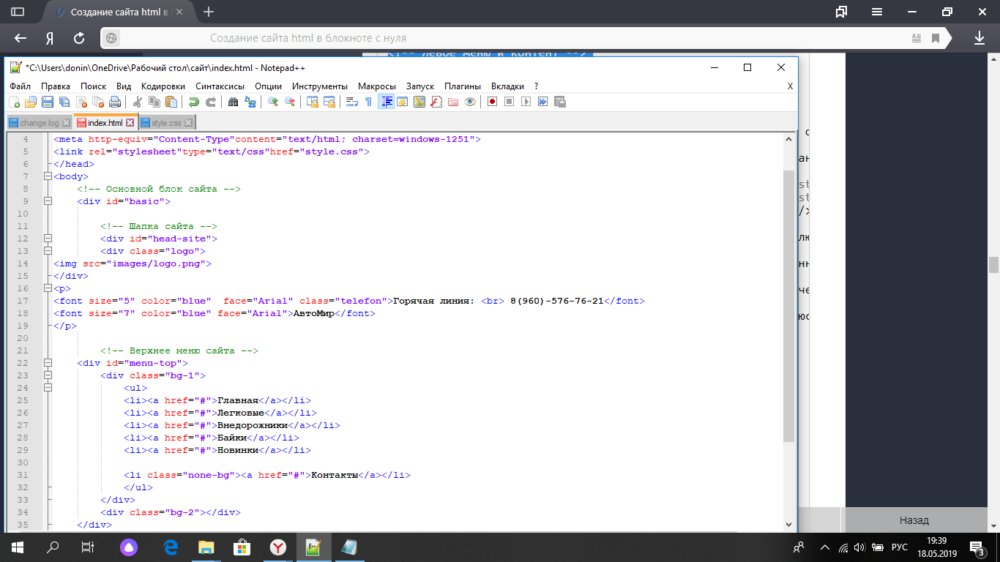 Создание сайта html в
Я
Создание сайта html в блокноте с нуля
<!-- Левое меню и контент -->
*C:\Users\donin\OneDrive\Рабочий стол\сайт\index.html - Notepad++
Файл Правка Поиск Вид Кодировки Синтаксисы Опции Инструменты Макросы Запуск Плагины Вкладки ? X
change.log index.html style.css
4 <meta http-equiv="Content-Type"content="text/html; charset=windows-1251">
5 <link rel="stylesheet"type="text/css"href="style.css">
6 </head>
7 <body>
8 <!-- Основной блок сайта -->
9 <div id="basic">
10
11 <!-- Шапка сайта -->
12 <div id="head-site">
13 <div class="logo">
14 <img src="images/logo.png">
15 </div>
16 <p>
17 <font size="5" color="blue"  face="Arial" class="telefon">Горячая линия: <br> 8(960)-576-76-21</font>
18 <font size="7" color="blue" face="Arial">АвтоМир</font>
19 </p>
20
21 <!-- Верхнее меню сайта -->
22 <div id="menu-top">
23 <div class="bg-1">
24 <ul>
25 <li><a href="#">Главная</a></li>
26 <li><a href="#">Легковые</a></li>
27 <li><a href="#">Внедорожники</a></li>
28 <li><a href="#">Байки</a></li>
29 <li><a href="#">Новинки</a></li>
30
31 <li class="none-bg"><a href="#">Контакты</a></li>
32 </ul>
33 </div>
34 <div class="bg-2"></div>
35 </div>
с
ан
st
st
/>
лю
нн
че
юс
Назад
РУС
19:39
18.05.2019
3